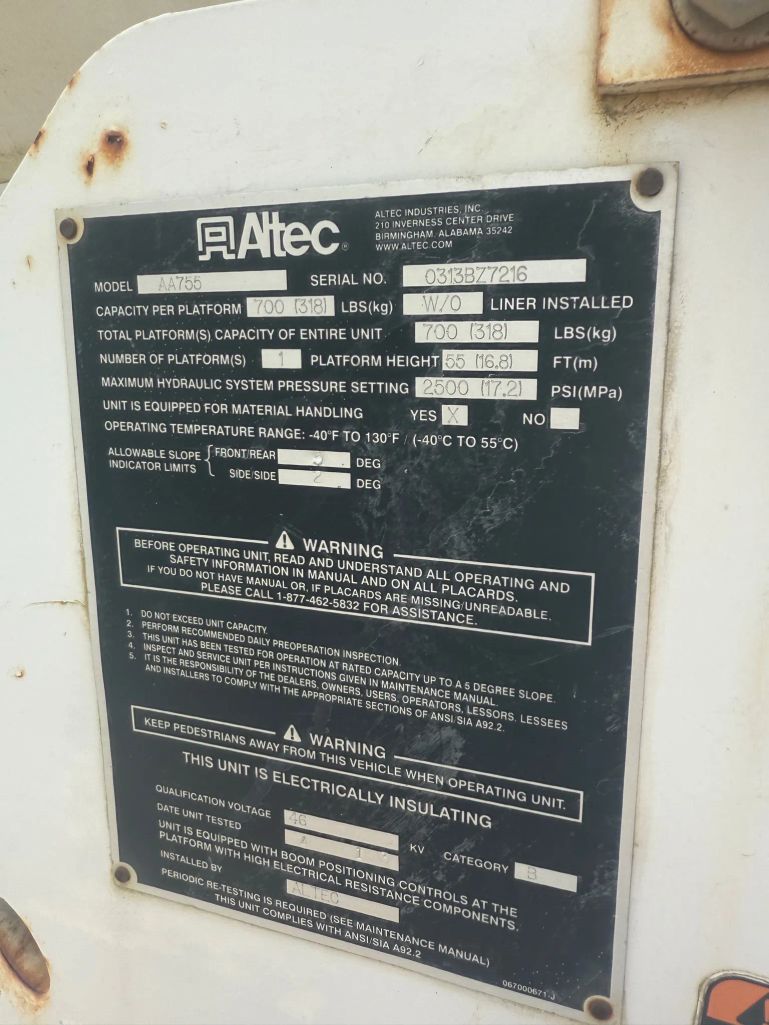 Altec
ALTEC INDUSTRIES, INC.
210 INVERNESS CENTER DRIVE
BIRMINGHAM, ALABAMA 35242
WWW.ALTEC.COM
MODEL AA755 SERIAL NO. 0313BZ7216
CAPACITY PER PLATFORM 700 (318) LBS(kg) W/O LINER INSTALLED
TOTAL PLATFORM(S) CAPACITY OF ENTIRE UNIT 700 (318) LBS(kg)
NUMBER OF PLATFORM(S) 1 PLATFORM HEIGHT 55 (16.8) FT(m)
MAXIMUM HYDRAULIC SYSTEM PRESSURE SETTING 2500 (17.2) PSI(MPa)
UNIT IS EQUIPPED FOR MATERIAL HANDLING YES X NO
OPERATING TEMPERATURE RANGE: -40°F TO 130°F / (-40°C TO 55°C)
ALLOWABLE SLOPE INDICATOR LIMITS
FRONT/REAR DEG
SIDE/SIDE DEG
WARNING
BEFORE OPERATING UNIT, READ AND UNDERSTAND ALL OPERATING AND
SAFETY INFORMATION IN MANUAL AND ON ALL PLACARDS.
IF YOU DO NOT HAVE MANUAL OR, IF PLACARDS ARE MISSING/UNREADABLE.
PLEASE CALL 1-877-462-5832 FOR ASSISTANCE.
1. DO NOT EXCEED UNIT CAPACITY.
2. PERFORM RECOMMENDED DAILY PREOPERATION INSPECTION.
3. THIS UNIT HAS BEEN TESTED FOR OPERATION AT RATED CAPACITY UP TO A 5 DEGREE SLOPE.
4. INSPECT AND SERVICE UNIT PER INSTRUCTIONS GIVEN IN MAINTENANCE MANUAL.
5. IT IS THE RESPONSIBILITY OF THE DEALERS, OWNERS, USERS, OPERATORS, LESSORS, LESSEES
AND INSTALLERS TO COMPLY WITH THE APPROPRIATE SECTIONS OF ANSI/SIA A92.2.
WARNING
KEEP PEDESTRIANS AWAY FROM THIS VEHICLE WHEN OPERATING UNIT.
THIS UNIT IS ELECTRICALLY INSULATING
QUALIFICATION VOLTAGE 46 KV CATEGORY B
DATE UNIT TESTED
UNIT IS EQUIPPED WITH BOOM POSITIONING CONTROLS AT THE
PLATFORM WITH HIGH ELECTRICAL RESISTANCE COMPONENTS.
INSTALLED BY ALTEC
PERIODIC RE-TESTING IS REQUIRED (SEE MAINTENANCE MANUAL)
THIS UNIT COMPLIES WITH ANSI/SIA A92.2
067000671 J